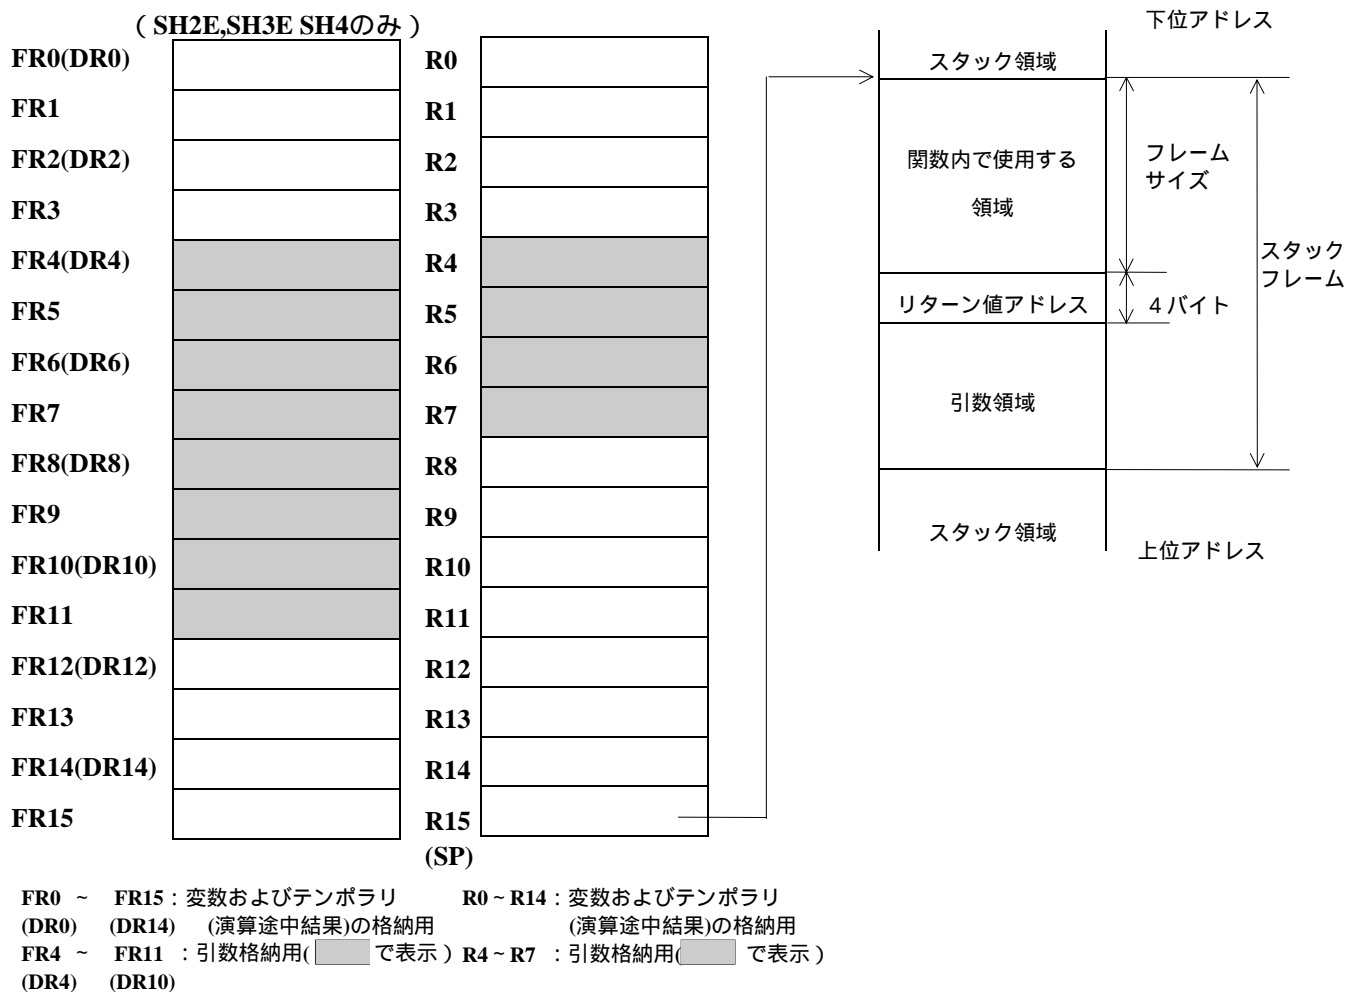 （SH2E,SH3E SH4のみ）
FR0(DR0)
FR1
FR2(DR2)
FR3
FR4(DR4)
FR5
FR6(DR6)
FR7
FR8(DR8)
FR9
FR10(DR10)
FR11
FR12(DR12)
FR13
FR14(DR14)
FR15
R0
R1
R2
R3
R4
R5
R6
R7
R8
R9
R10
R11
R12
R13
R14
R15
(SP)
下位アドレス
スタック領域
関数内で使用する
領域
フレーム
サイズ
スタック
フレーム
リターン値アドレス
４バイト
引数領域
スタック領域
上位アドレス
FR0 ~ FR15：変数およびテンポラリ
(DR0) (DR14) (演算途中結果)の格納用
FR4 ~ FR11 ：引数格納用( で表示）
(DR4) (DR10)
R0 ~ R14：変数およびテンポラリ
(演算途中結果)の格納用
R4 ~ R7 ：引数格納用( で表示）